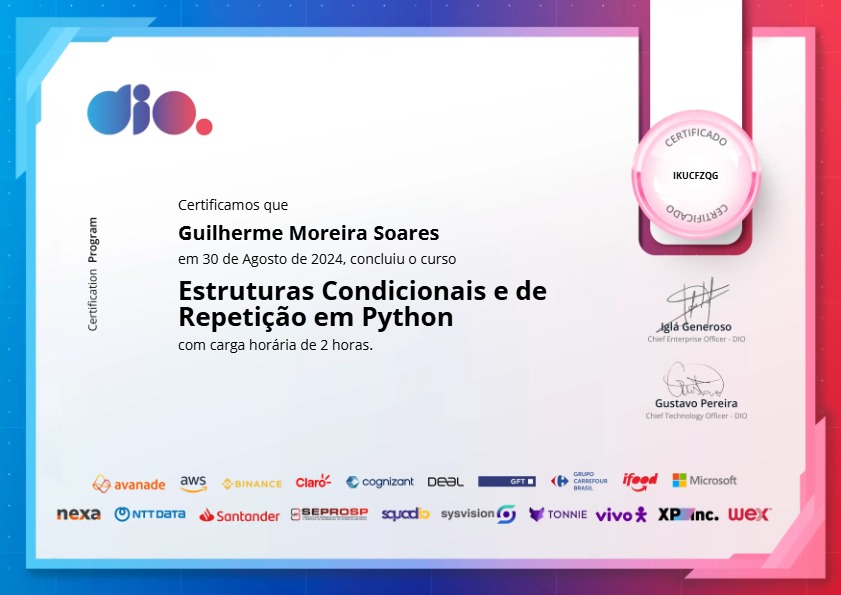 dio.
CERTIFICADO
IKUCFZQG
CERTIFICADO
Certification Program
Certificamos que
Guilherme Moreira Soares
em 30 de Agosto de 2024, concluiu o curso
Estruturas Condicionais e de
Repetição em Python
com carga horária de 2 horas.
Iglá Generoso
Chief Enterprise Officer - DIO
Gustavo Pereira
Chief Technology Officer - DIO
avanade aws BINANCE Claro cognizant DEAL GFT GRUPO CARREFOUR BRASIL ifood Microsoft
nexa NTT DATA Santander SEPROSP squadio sysvision TONNIE vivo XP inc. wex